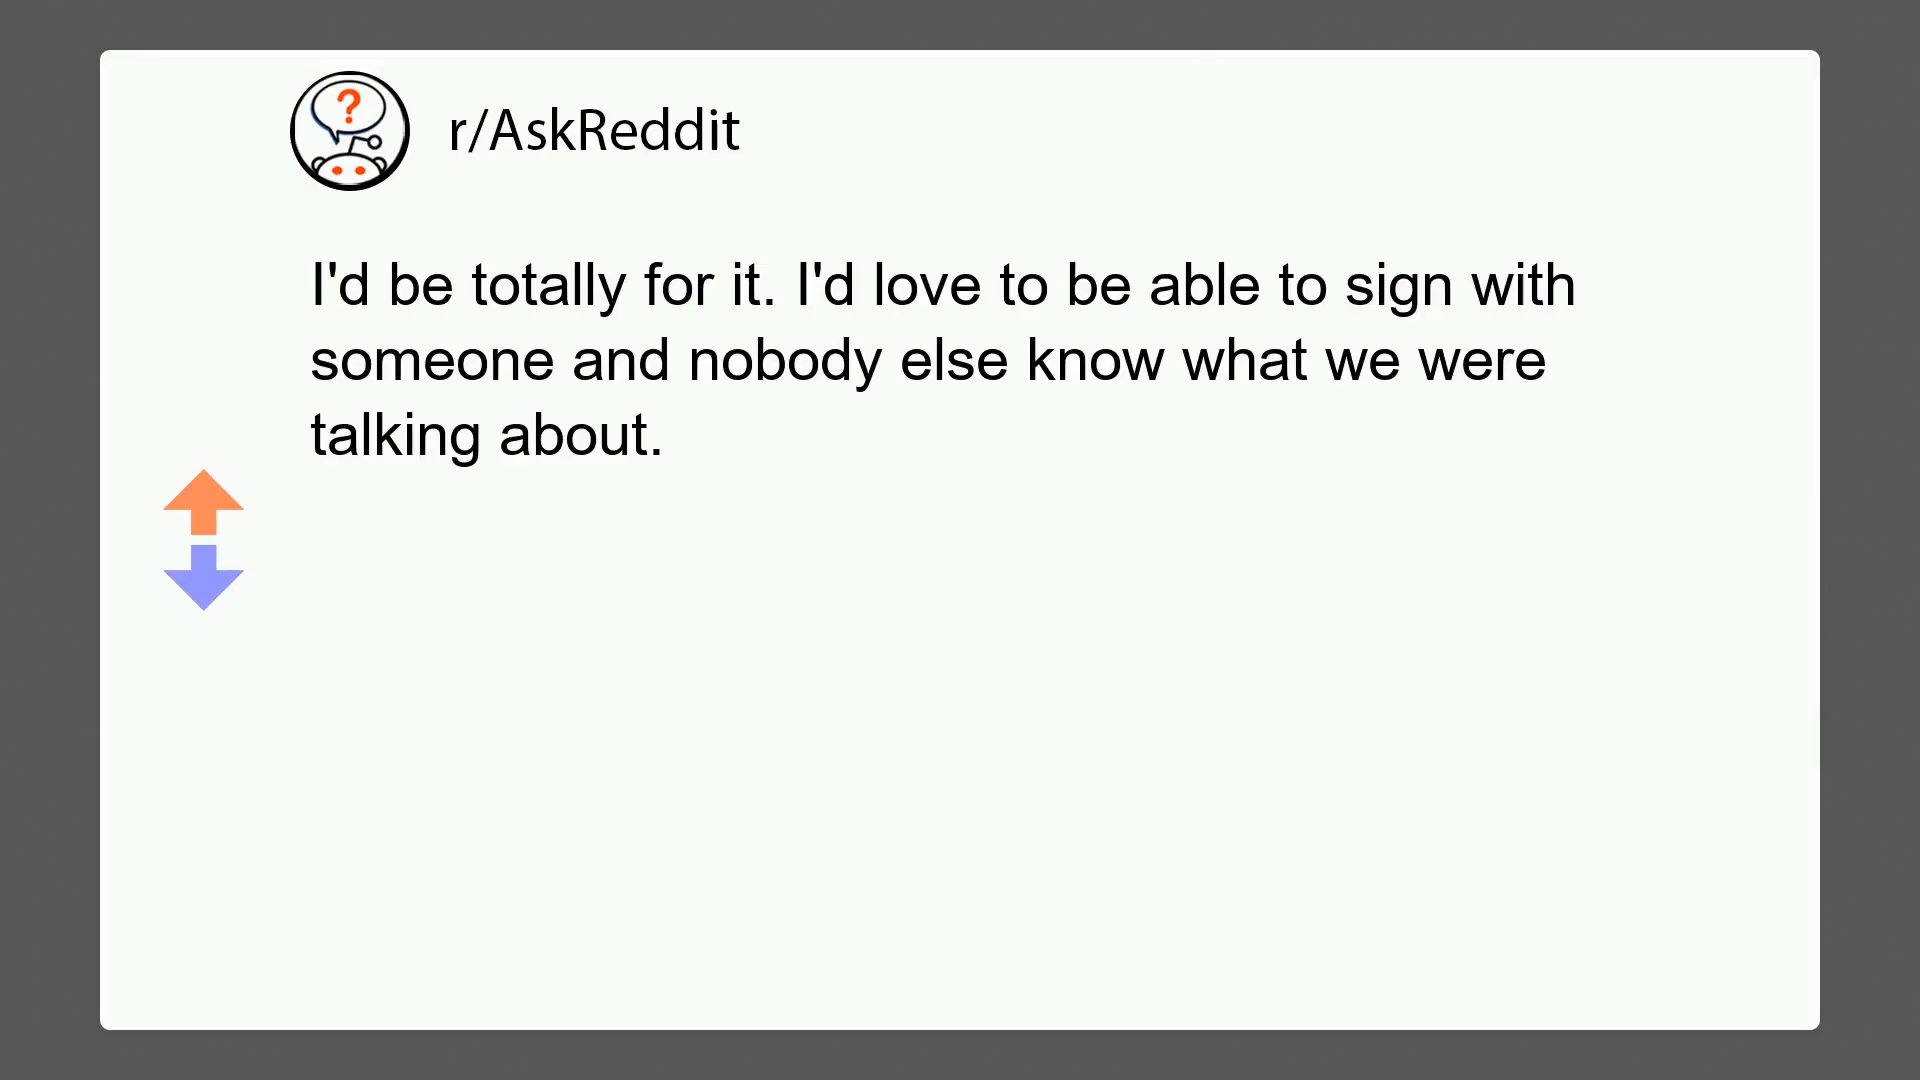 ?
r/AskReddit
I'd be totally for it. I'd love to be able to sign with
someone and nobody else know what we were
talking about.